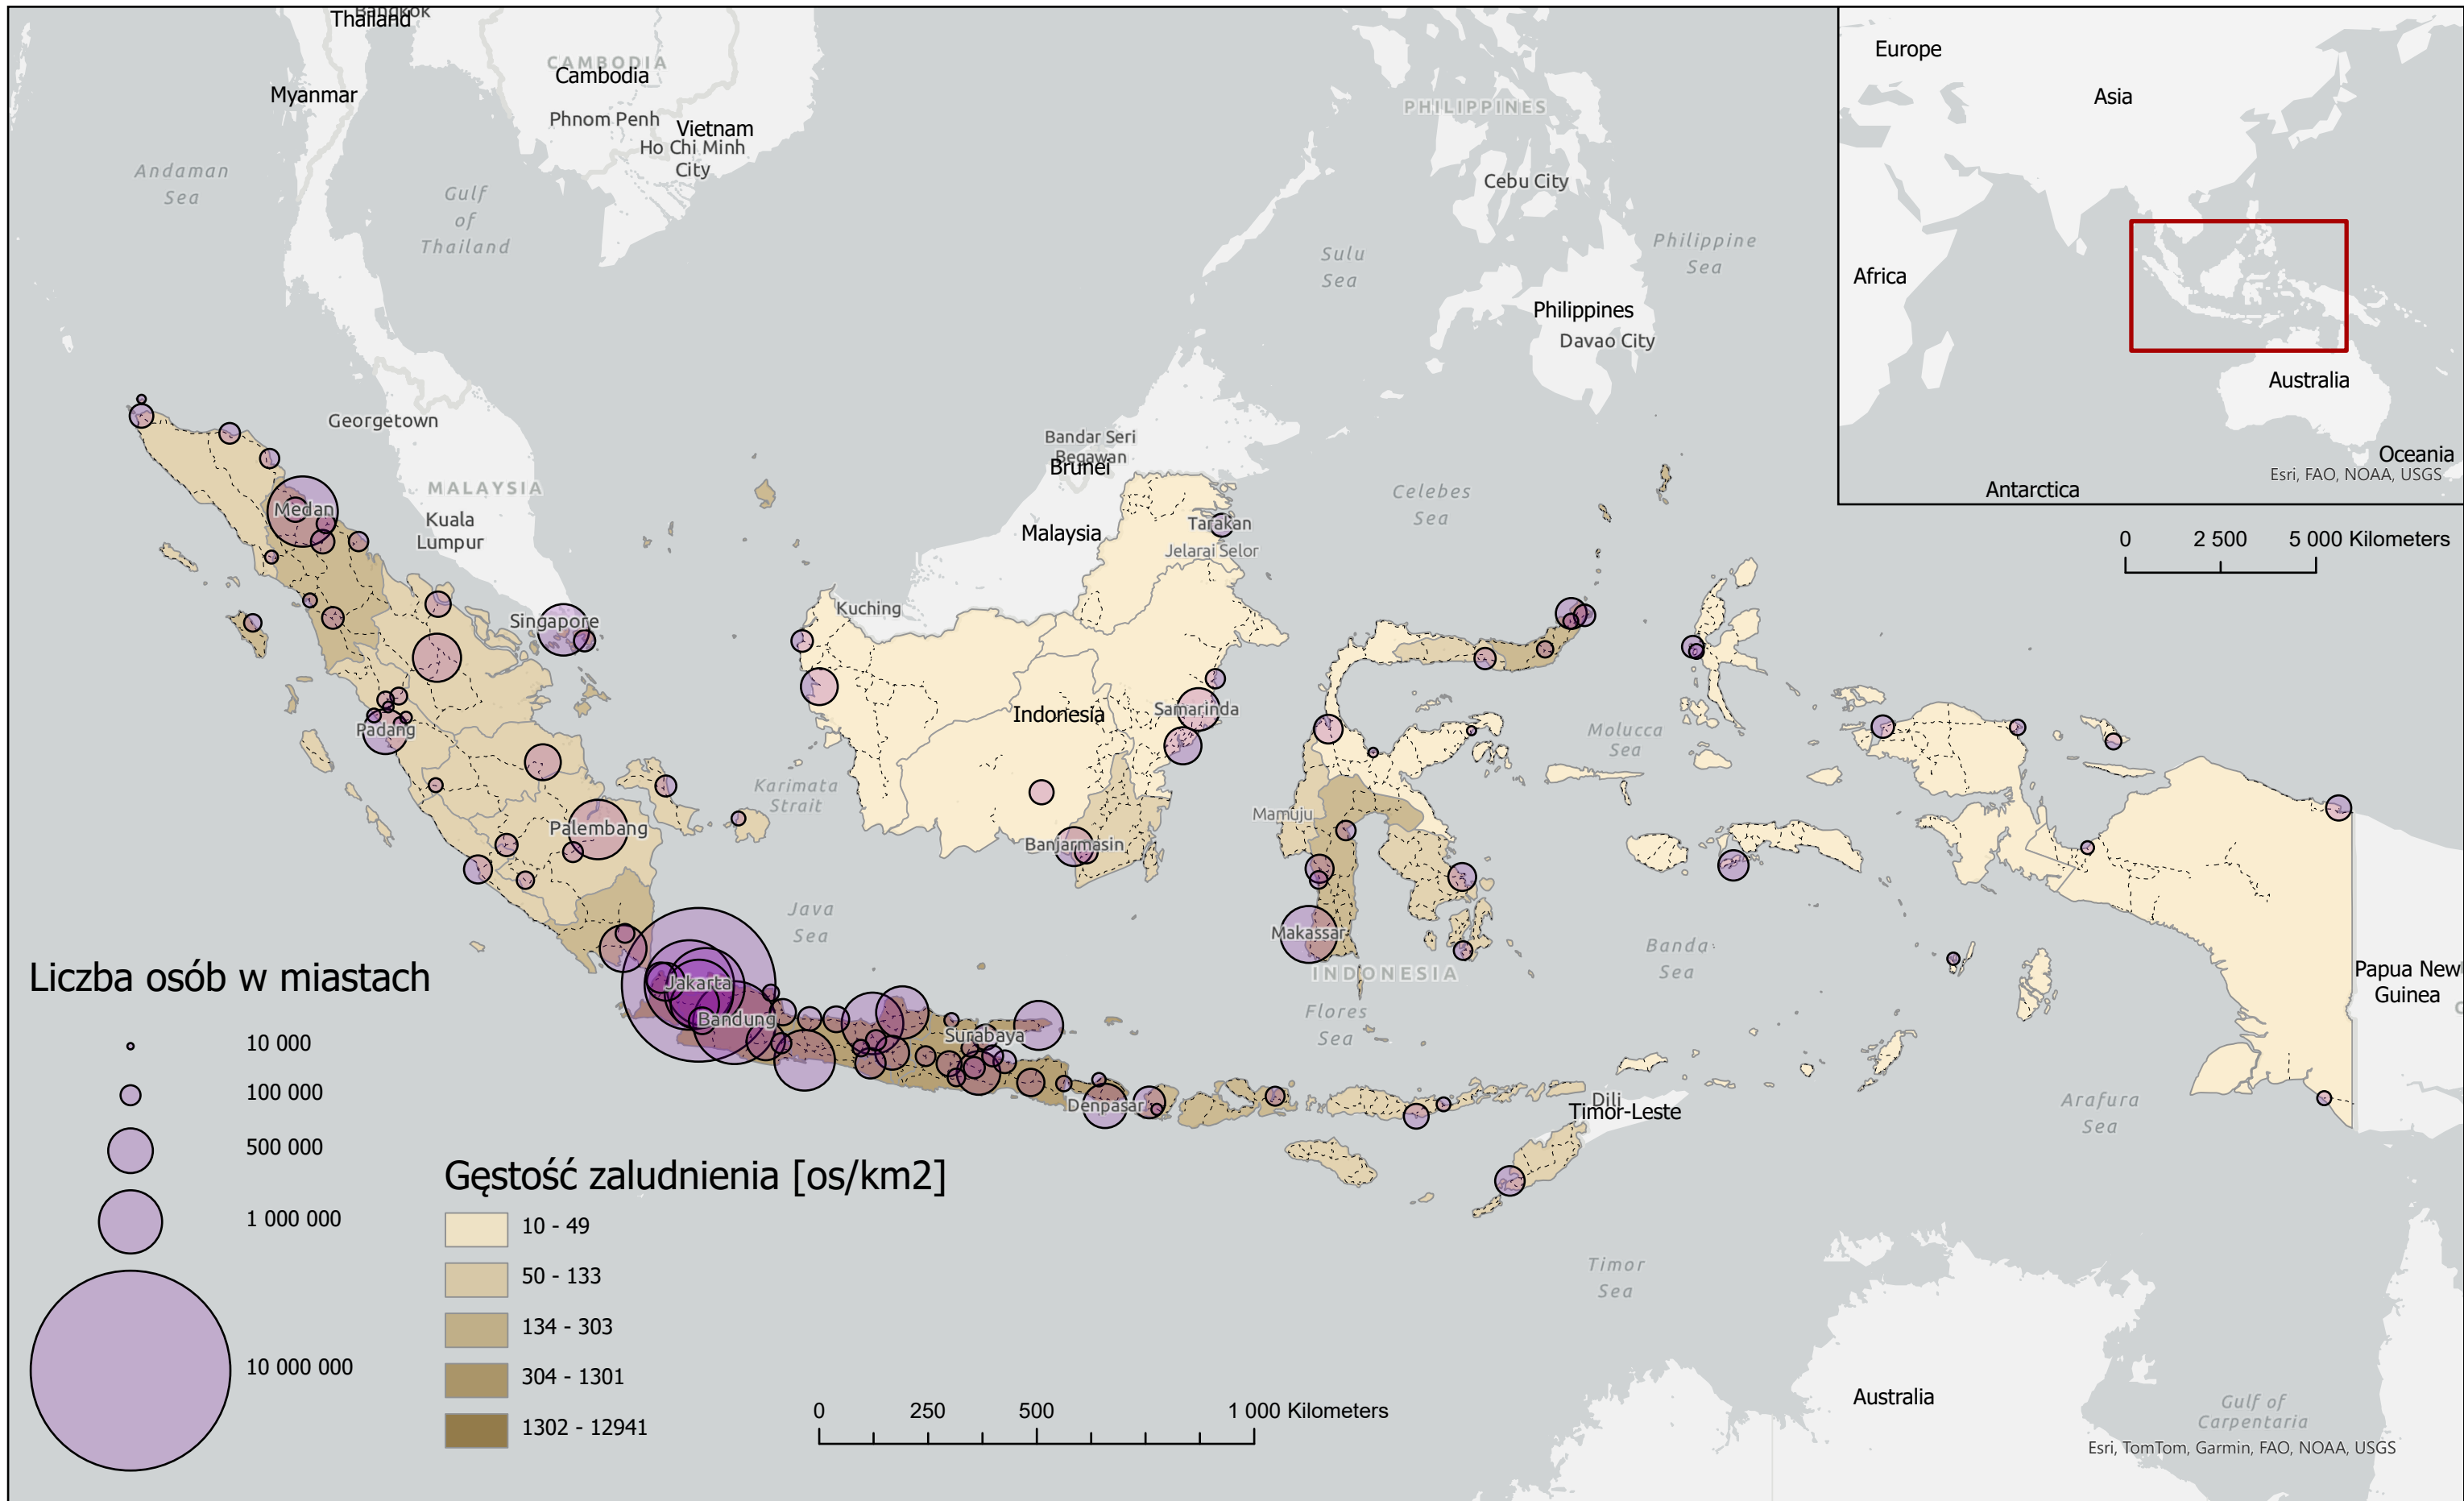 Bangkok
Thailand
CAMBODIA
Cambodia
Myanmar
Phnom Penh
Vietnam
Ho Chi Minh
City
Andaman
Sea
Gulf
of
Thailand
PHILIPPINES
Cebu City
Sulu
Sea
Philippine
Sea
Philippines
Davao City
Europe
Asia
Africa
Australia
Oceania
Esri, FAO, NOAA, USGS
Antarctica
0
2 500
5 000 Kilometers
Georgetown
MALAYSIA
Kuala
Lumpur
Medan
Singapore
Bandar Seri
Begawan
Brunei
Malaysia
Tarakan
Jelarai Selor
Celebes
Sea
Kuching
Indonesia
Samarinda
Padang
Palembang
Karimata
Strait
Banjarmasin
Mamuju
Molucca
Sea
Java
Sea
Makassar
INDONESIA
Banda
Sea
Flores
Sea
Papua New
Guinea
Jakarta
Bandung
Surabaya
Denpasar
Dili
Timor-Leste
Arafura
Sea
Timor
Sea
Australia
Gulf of
Carpentaria
Esri, TomTom, Garmin, FAO, NOAA, USGS
Liczba osób w miastach
10 000
100 000
500 000
1 000 000
10 000 000
Gęstość zaludnienia [os/km2]
10 - 49
50 - 133
134 - 303
304 - 1301
1302 - 12941
0
250
500
1 000 Kilometers